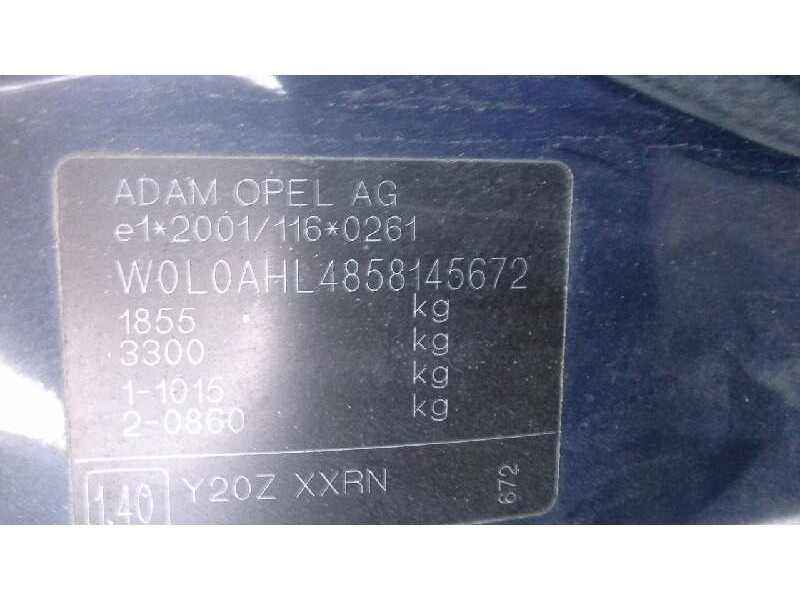 ADAM OPEL AG
e1*2001/116*0261
W0L0AHL4858145672
1855 kg
3300 kg
1-1015 kg
2-0860 kg
1.40 Y20Z XXRN 672